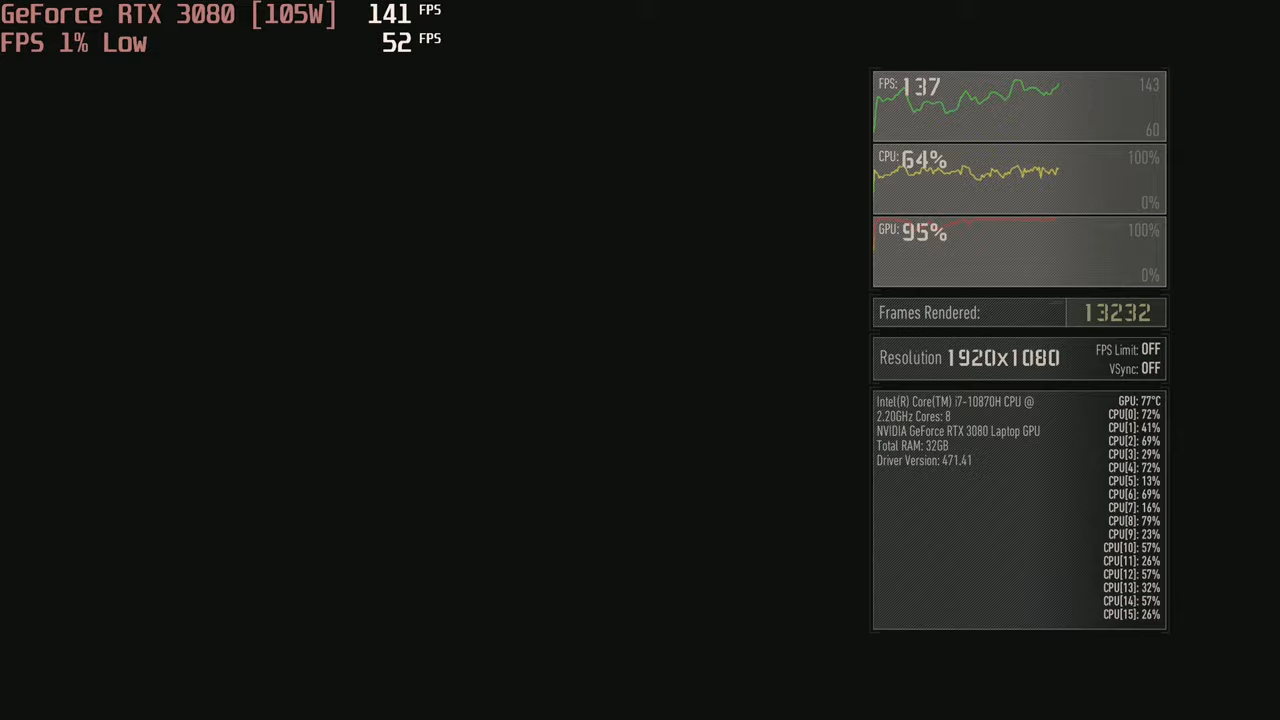 GeForce RTX 3080 [105W] 141 FPS
FPS 1% Low 52 FPS
FPS: 137 143
60
CPU: 64% 100%
0%
GPU: 95% 100%
0%
Frames Rendered: 13232
Resolution 1920x1080 FPS Limit: OFF
VSync: OFF
Intel(R) Core(TM) i7-10870H CPU @
2.20GHz Cores: 8
NVIDIA GeForce RTX 3080 Laptop GPU
Total RAM: 32GB
Driver Version: 471.41
GPU: 77°C
CPU[0]: 72%
CPU[1]: 41%
CPU[2]: 69%
CPU[3]: 29%
CPU[4]: 72%
CPU[5]: 13%
CPU[6]: 69%
CPU[7]: 16%
CPU[8]: 79%
CPU[9]: 23%
CPU[10]: 57%
CPU[11]: 26%
CPU[12]: 57%
CPU[13]: 32%
CPU[14]: 57%
CPU[15]: 26%